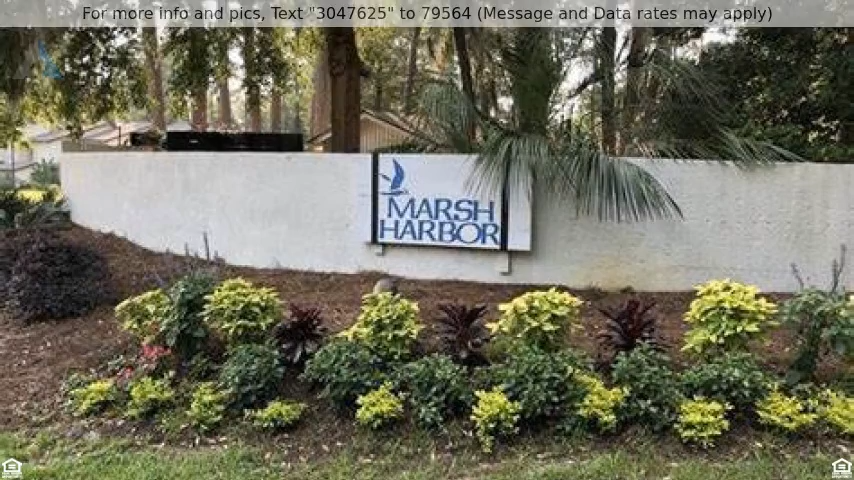 For more info and pics, Text "3047625" to 79564 (Message and Data rates may apply)
MARSH
HARBOR